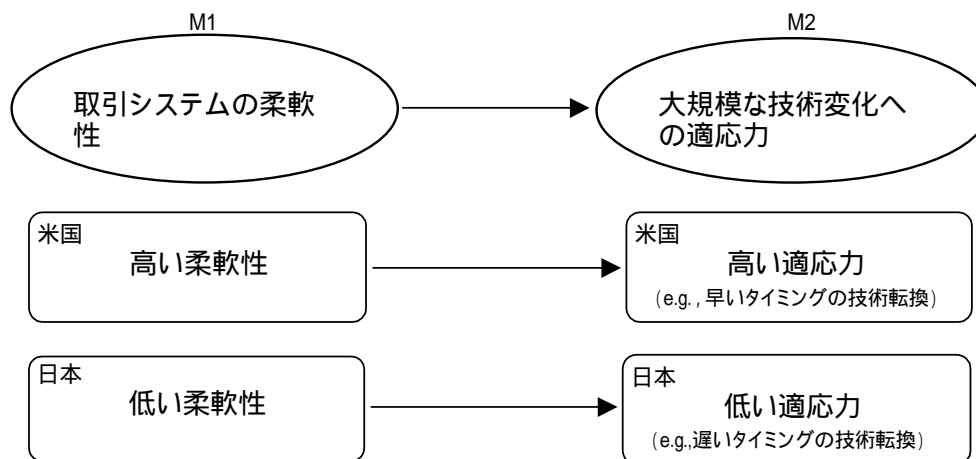 M1
M2
取引システムの柔軟
性
大規模な技術変化へ
の適応力
米国
高い柔軟性
米国
高い適応力
(e.g. , 早いタイミングの技術転換)
日本
低い柔軟性
日本
低い適応力
(e.g.,遅いタイミングの技術転換)